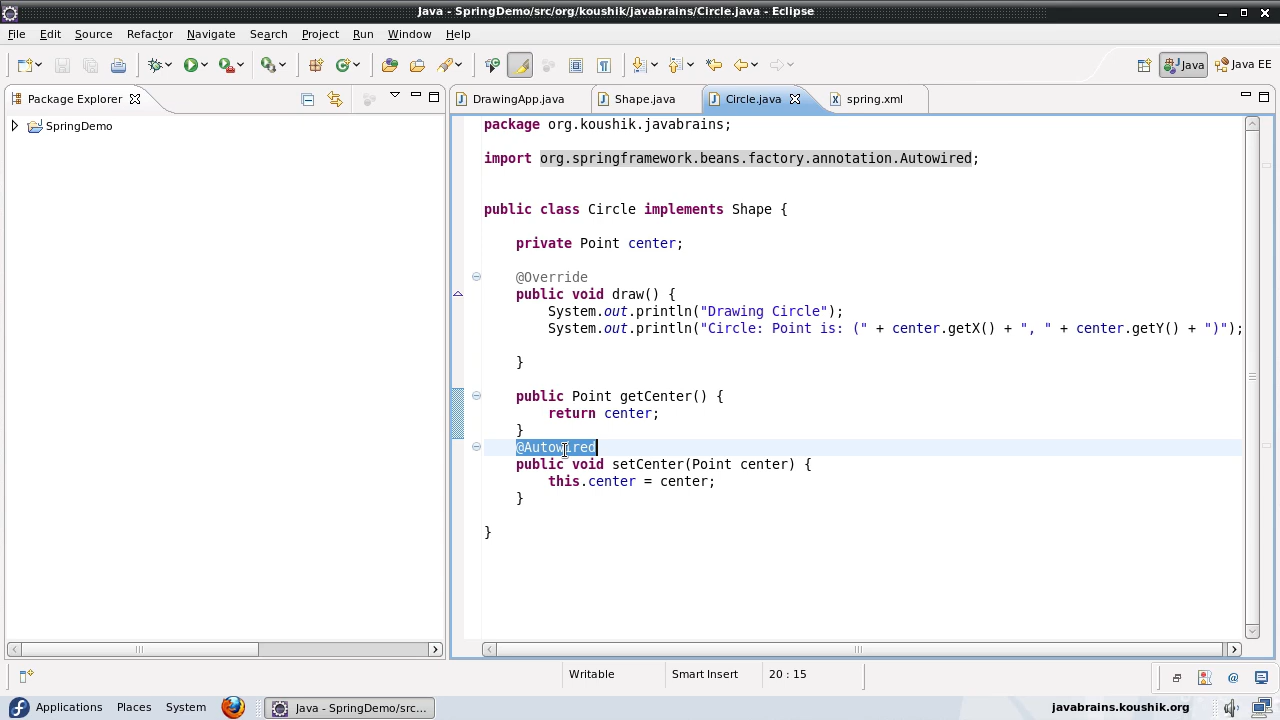 Java - SpringDemo/src/org/koushik/javabrains/Circle.java - Eclipse
File Edit Source Refactor Navigate Search Project Run Window Help
Java Java EE
Package Explorer
SpringDemo
DrawingApp.java Shape.java Circle.java spring.xml
package org.koushik.javabrains;
import org.springframework.beans.factory.annotation.Autowired;
public class Circle implements Shape {
private Point center;
@Override
public void draw() {
System.out.println("Drawing Circle");
System.out.println("Circle: Point is: (" + center.getX() + ", " + center.getY() + ")");
}
public Point getCenter() {
return center;
}
@Autowired
public void setCenter(Point center) {
this.center = center;
}
}
Writable Smart Insert 20 : 15
Applications Places System Java - SpringDemo/src... javabrains.koushik.org